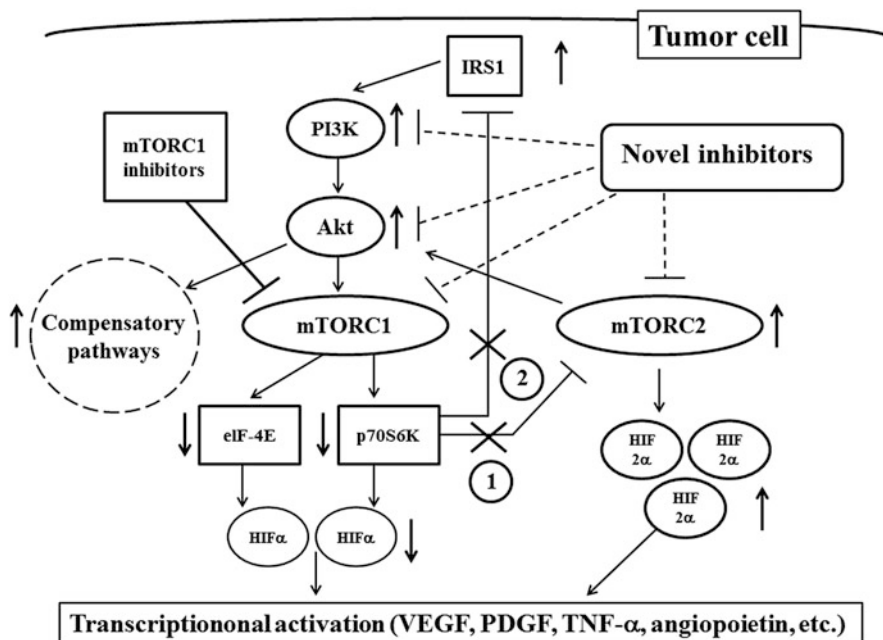 Tumor cell
IRS1
PI3K
mTORC1
inhibitors
Novel inhibitors
Akt
Compensatory
pathways
mTORC1
mTORC2
2
eIF-4E
p70S6K
1
HIF
2α
HIF
2α
HIF
2α
HIFα
HIFα
Transcriptiononal activation (VEGF, PDGF, TNF-α, angiopoietin, etc.)